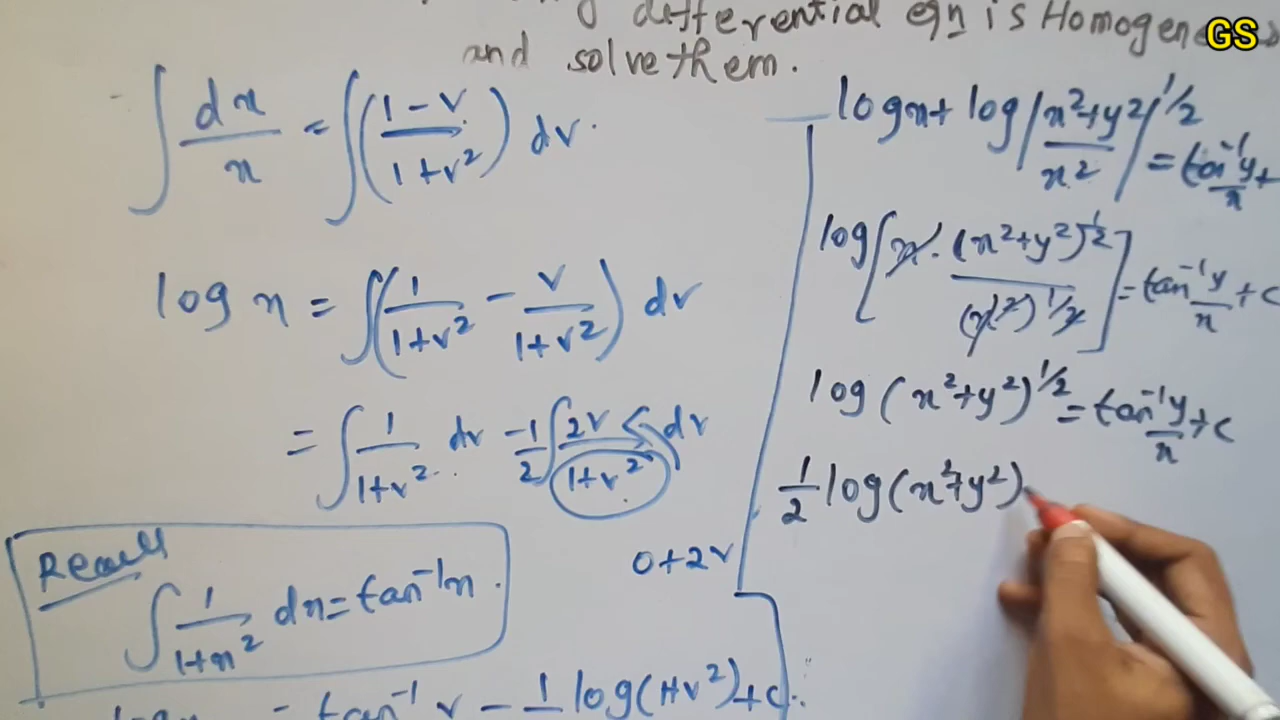 differential eqn is Homogene
GS
and solve them.
∫ dx/x = ∫ ((1-v)/(1+v²)) dv.
log x = ∫ (1/(1+v²) - v/(1+v²)) dv
= ∫ 1/(1+v²) dv -1/2 ∫ 2v/(1+v²) dv
0+2v
Recall
∫ 1/(1+x²) dx = tan⁻¹x.
= tan⁻¹ v - 1/2 log(1+v²)+c.
log x + log |(x²+y²)/x²|^1/2 = tan⁻¹ y/x +
log [x · (x²+y²)^1/2 / (x²)^1/2] = tan⁻¹ y/x + c
log (x²+y²)^1/2 = tan⁻¹ y/x + c
1/2 log (x²+y²)